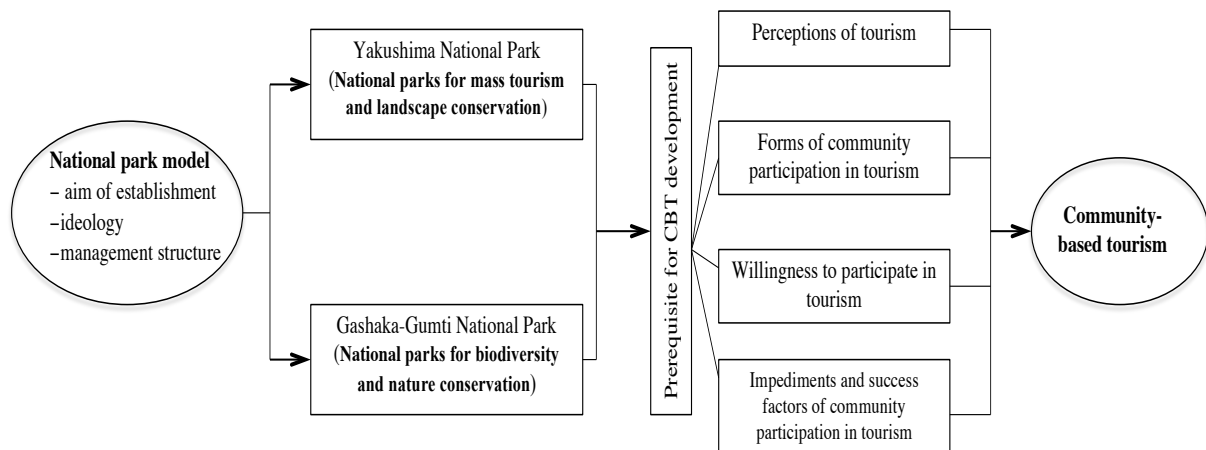 National park model
– aim of establishment
–ideology
–management structure
Yakushima National Park
(National parks for mass tourism
and landscape conservation)
Gashaka-Gumti National Park
(National parks for biodiversity
and nature conservation)
Prerequisite for CBT development
Perceptions of tourism
Forms of community
participation in tourism
Willingness to participate in
tourism
Impediments and success
factors of community
participation in tourism
Community-
based tourism